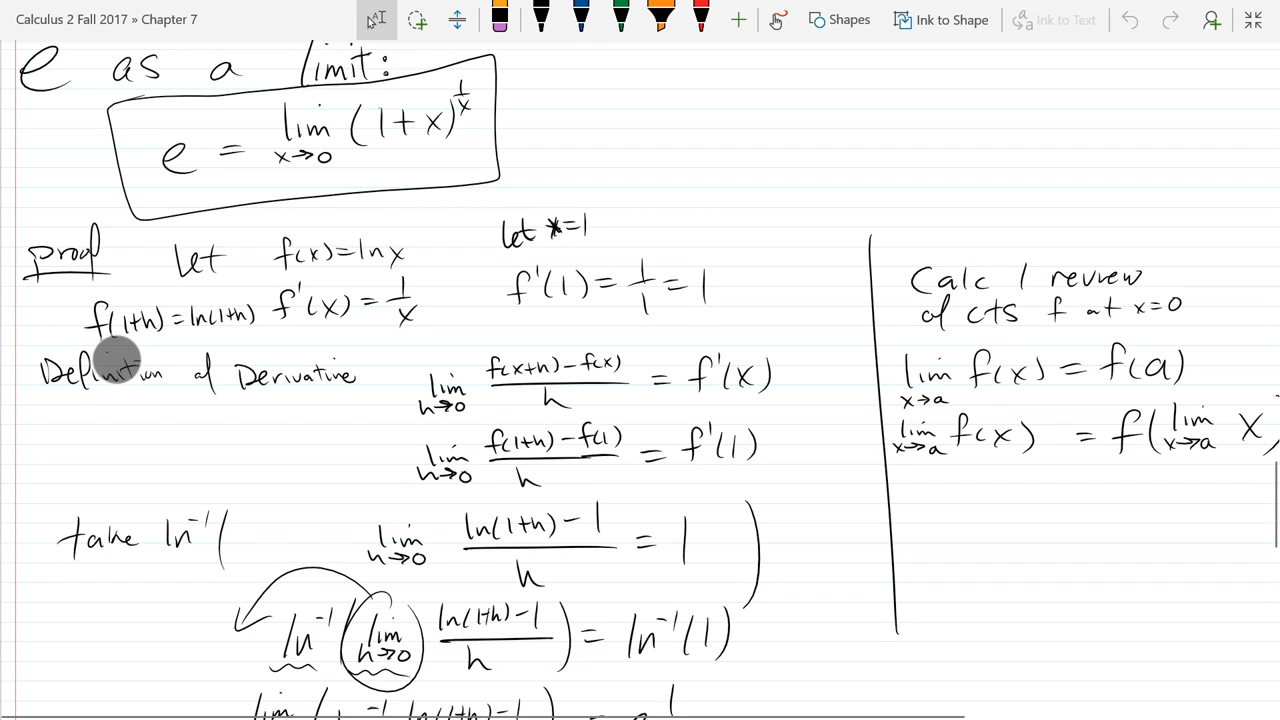 Calculus 2 Fall 2017 » Chapter 7
Shapes
Ink to Shape
Ink to Text
e as a limit:
e = lim x→0 (1+x)^(1/x)
proof Let f(x)=lnx let x=1
f(1+h)=ln(1+h) f'(x)=1/x f'(1)=1/1=1
Definition of Derivative lim h→0 (f(x+h)-f(x))/h = f'(x)
lim h→0 (f(1+h)-f(1))/h = f'(1)
take ln⁻¹( lim h→0 (ln(1+h)-1)/h = 1 )
ln⁻¹(lim h→0 (ln(1+h)-1)/h) = ln⁻¹(1)
Calc 1 review
of cts f at x=0
lim x→a f(x) = f(a)
lim x→a f(x) = f(lim x→a x)